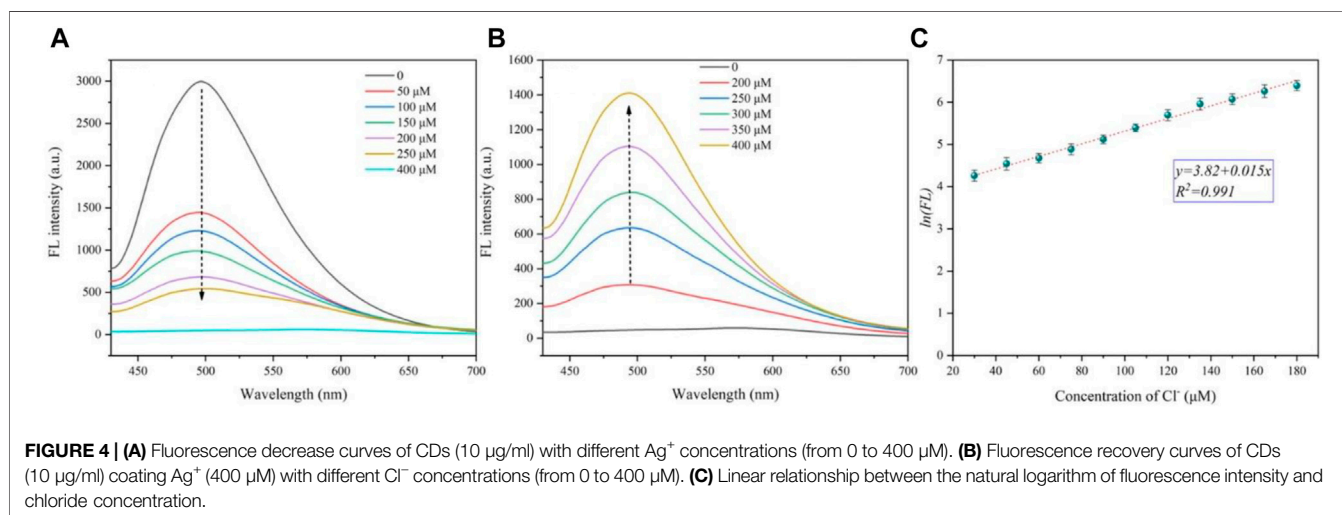 A
3000
2500
2000
1500
1000
500
0
FL intensity (a.u.)
0
50 μM
100 μM
150 μM
200 μM
250 μM
400 μM
450 500 550 600 650 700
Wavelength (nm)
B
1600
1400
1200
1000
800
600
400
200
0
FL intensity (a.u.)
0
200 μM
250 μM
300 μM
350 μM
400 μM
450 500 550 600 650 700
Wavelength (nm)
C
7
6
5
4
3
2
1
0
ln(FL)
y=3.82+0.015x
R²=0.991
20 40 60 80 100 120 140 160 180
Concentration of Cl⁻ (μM)
FIGURE 4 | (A) Fluorescence decrease curves of CDs (10 μg/ml) with different Ag⁺ concentrations (from 0 to 400 μM). (B) Fluorescence recovery curves of CDs
(10 μg/ml) coating Ag⁺ (400 μM) with different Cl⁻ concentrations (from 0 to 400 μM). (C) Linear relationship between the natural logarithm of fluorescence intensity and
chloride concentration.